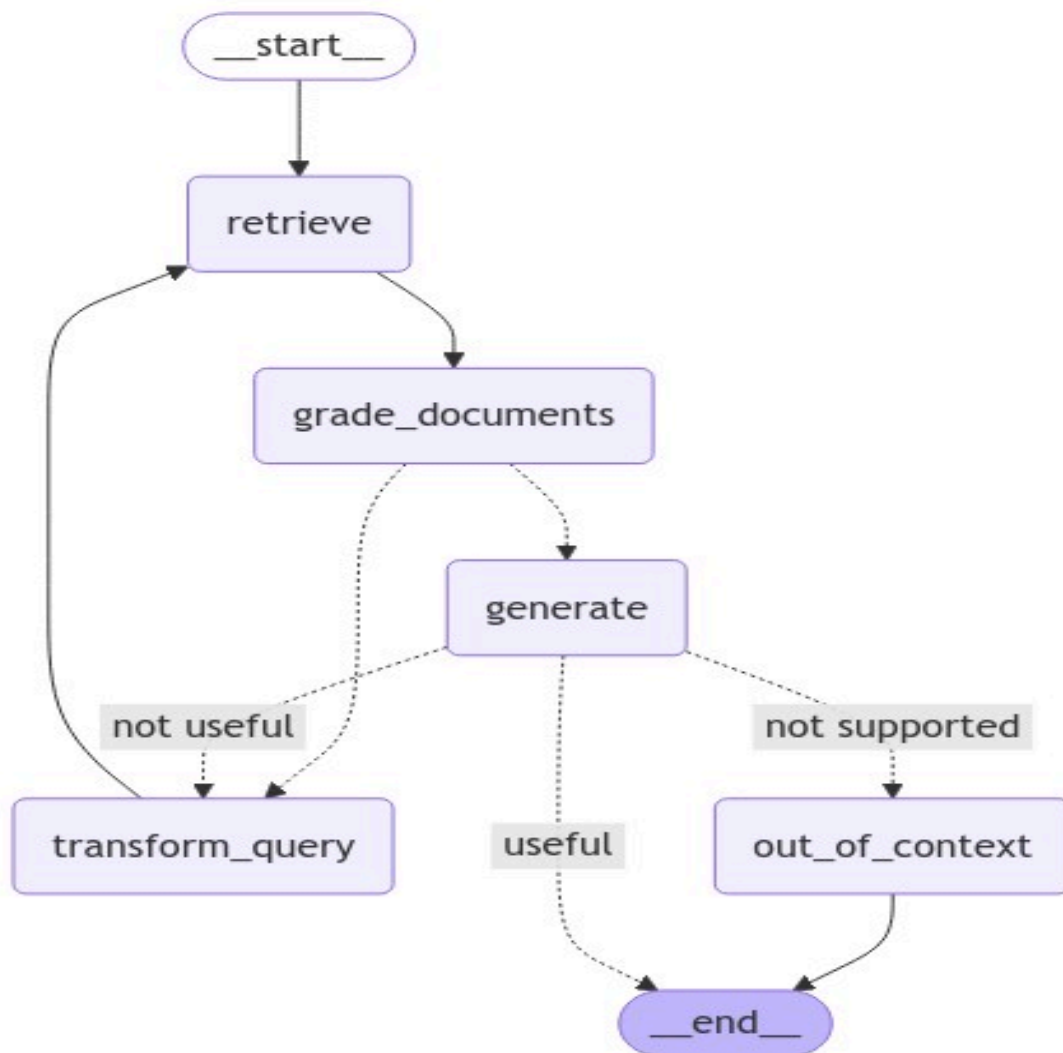 __start__
retrieve
grade_documents
generate
not useful
not supported
transform_query
useful
out_of_context
__end__